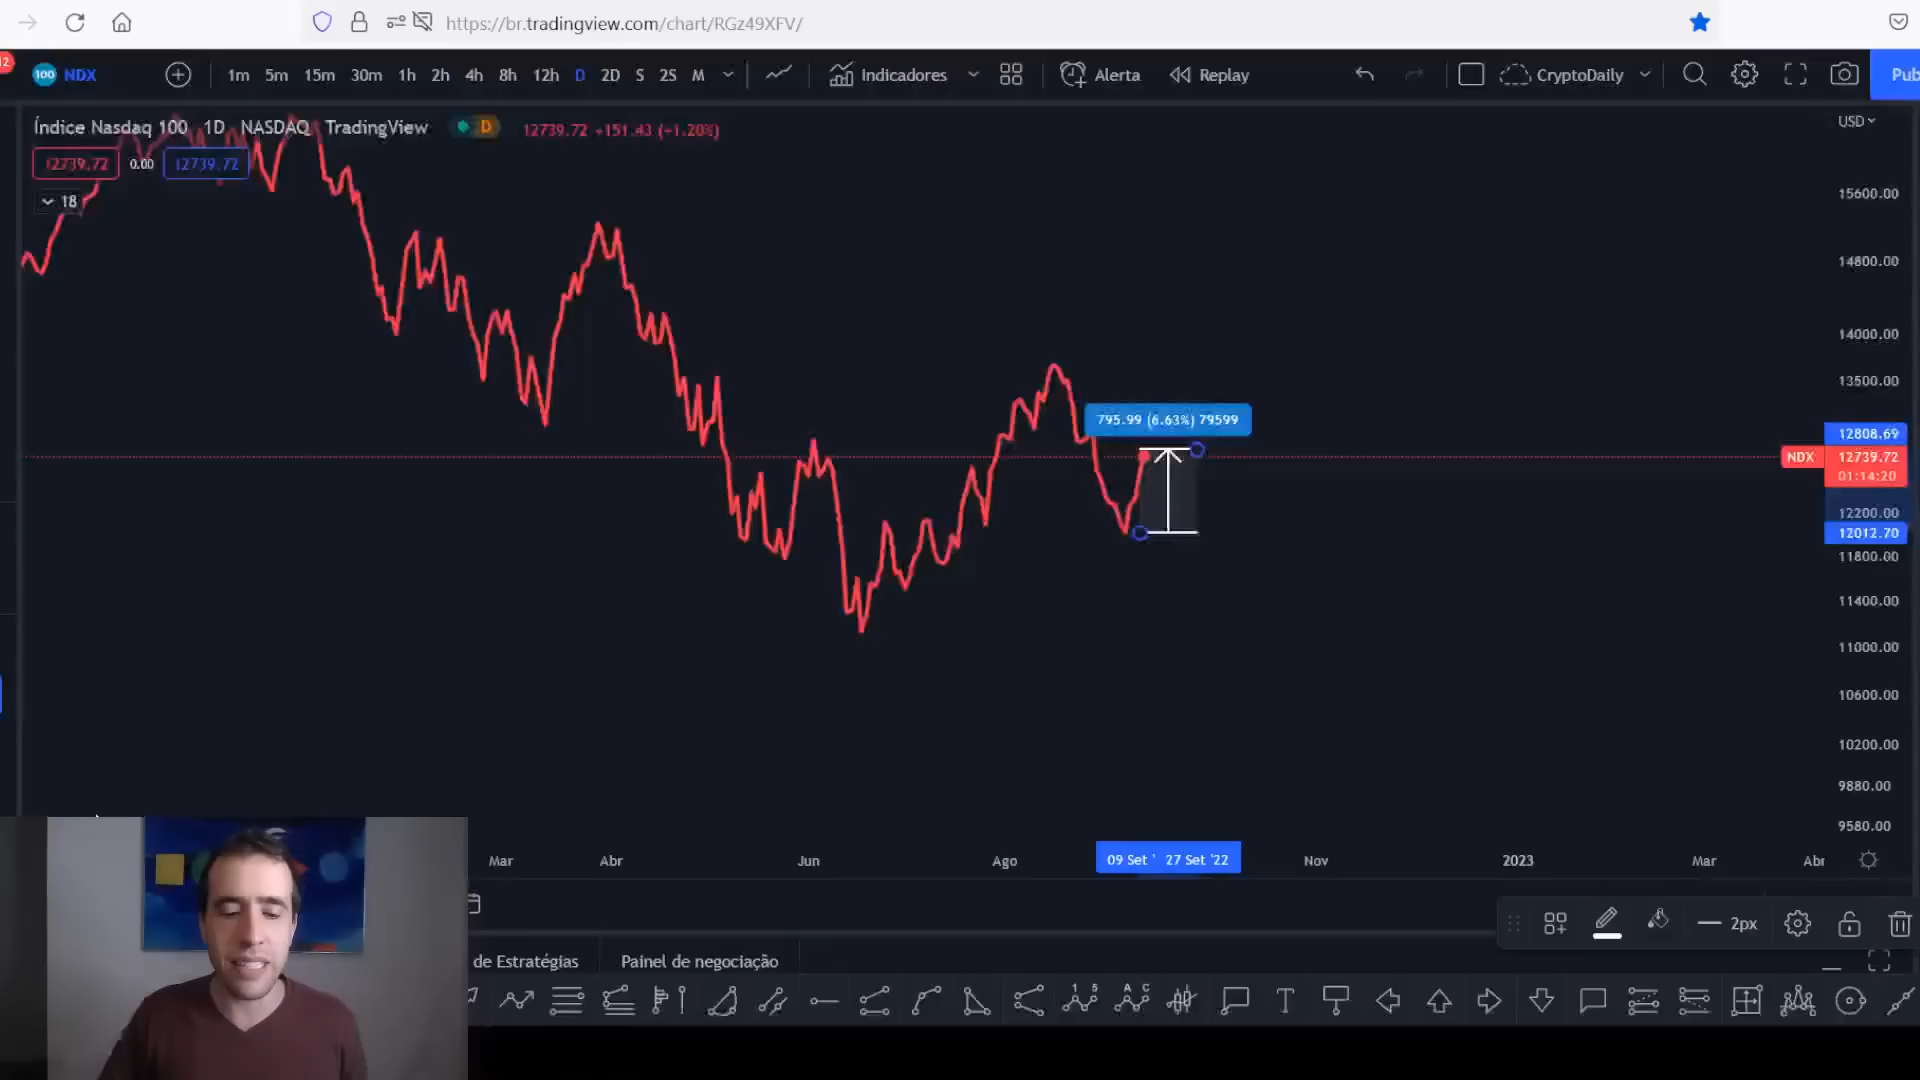 https://br.tradingview.com/chart/RGz49XFV/
12
100 NDX 1m 5m 15m 30m 1h 2h 4h 8h 12h D 2D S 2S M Indicadores Alerta Replay CryptoDaily Pub
Índice Nasdaq 100 1D NASDAQ TradingView D 12739.72 +151.43 (+1.20%)
USD
12739.72 0.00 12739.72
18
15600.00
14800.00
14000.00
13500.00
795.99 (6.63%) 79599
12808.69
NDX 12739.72
01:14:20
12200.00
12012.70
11800.00
11400.00
11000.00
10600.00
10200.00
9880.00
9580.00
Mar Abr Jun Ago 09 Set ' 27 Set '22 Nov 2023 Mar Abr
2px
de Estratégias Painel de negociação
1 5 A C T